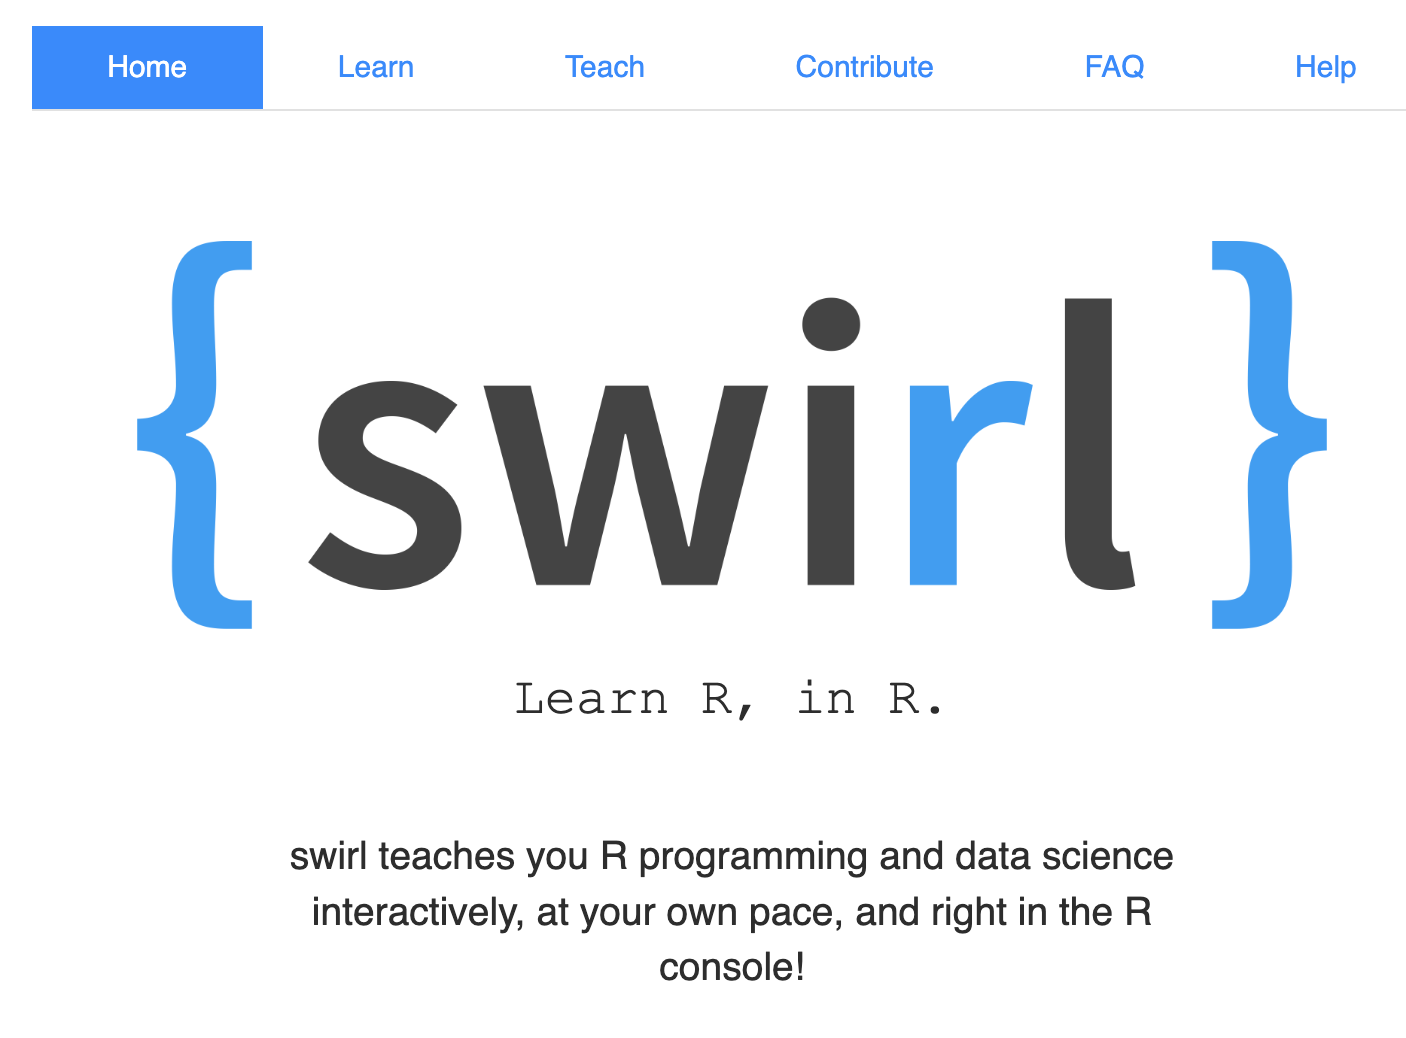 Home Learn Teach Contribute FAQ Help
{swirl}
Learn R, in R.
swirl teaches you R programming and data science
interactively, at your own pace, and right in the R
console!